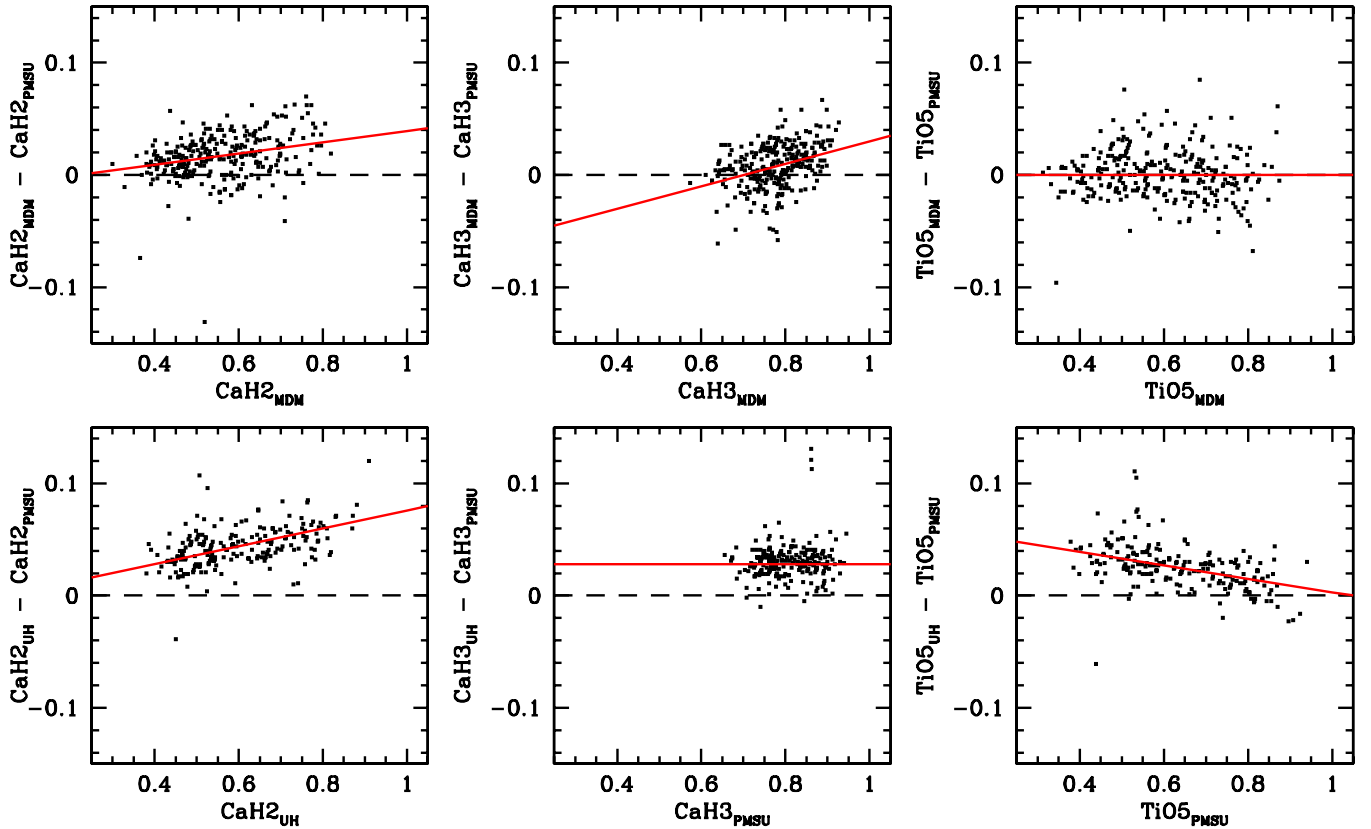 0.1
0
−0.1
CaH2MDM − CaH2PMSU
0.4 0.6 0.8 1
CaH2MDM
0.1
0
−0.1
CaH3MDM − CaH3PMSU
0.4 0.6 0.8 1
CaH3MDM
0.1
0
−0.1
TiO5MDM − TiO5PMSU
0.4 0.6 0.8 1
TiO5MDM
0.1
0
−0.1
CaH2UH − CaH2PMSU
0.4 0.6 0.8 1
CaH2UH
0.1
0
−0.1
CaH3UH − CaH3PMSU
0.4 0.6 0.8 1
CaH3PMSU
0.1
0
−0.1
TiO5UH − TiO5PMSU
0.4 0.6 0.8 1
TiO5PMSU